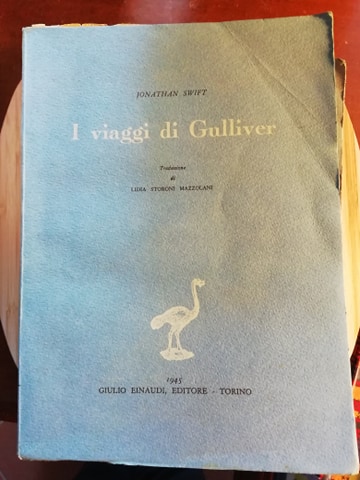 JONATHAN SWIFT
I viaggi di Gulliver
Traduzione
di
LIDIA STORONI MAZZOLANI
1945
GIULIO EINAUDI, EDITORE - TORINO